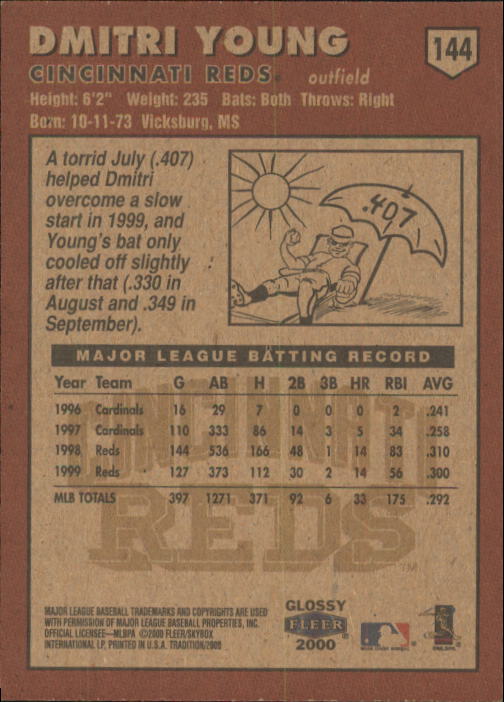 DMITRI YOUNG
144
CINCINNATI REDS outfield
Height: 6'2" Weight: 235 Bats: Both Throws: Right
Born: 10-11-73 Vicksburg, MS
A torrid July (.407)
helped Dmitri
overcome a slow
start in 1999, and
Young's bat only
cooled off slightly
after that (.330 in
August and .349 in
September).
.407
MAJOR LEAGUE BATTING RECORD
Year Team G AB H 2B 3B HR RBI AVG
1996 Cardinals 16 29 7 0 0 0 2 .241
1997 Cardinals 110 333 86 14 3 5 34 .258
1998 Reds 144 536 166 48 1 14 83 .310
1999 Reds 127 373 112 30 2 14 56 .300
MLB TOTALS 397 1271 371 92 6 33 175 .292
CINCINNATI
REDS
TM
MAJOR LEAGUE BASEBALL TRADEMARKS AND COPYRIGHTS ARE USED
WITH PERMISSION OF MAJOR LEAGUE BASEBALL PROPERTIES, INC.
OFFICIAL LICENSEE—MLBPA ©2000 FLEER/SKYBOX
INTERNATIONAL LP, PRINTED IN U.S.A. TRADITION/2000
GLOSSY
FLEER
2000